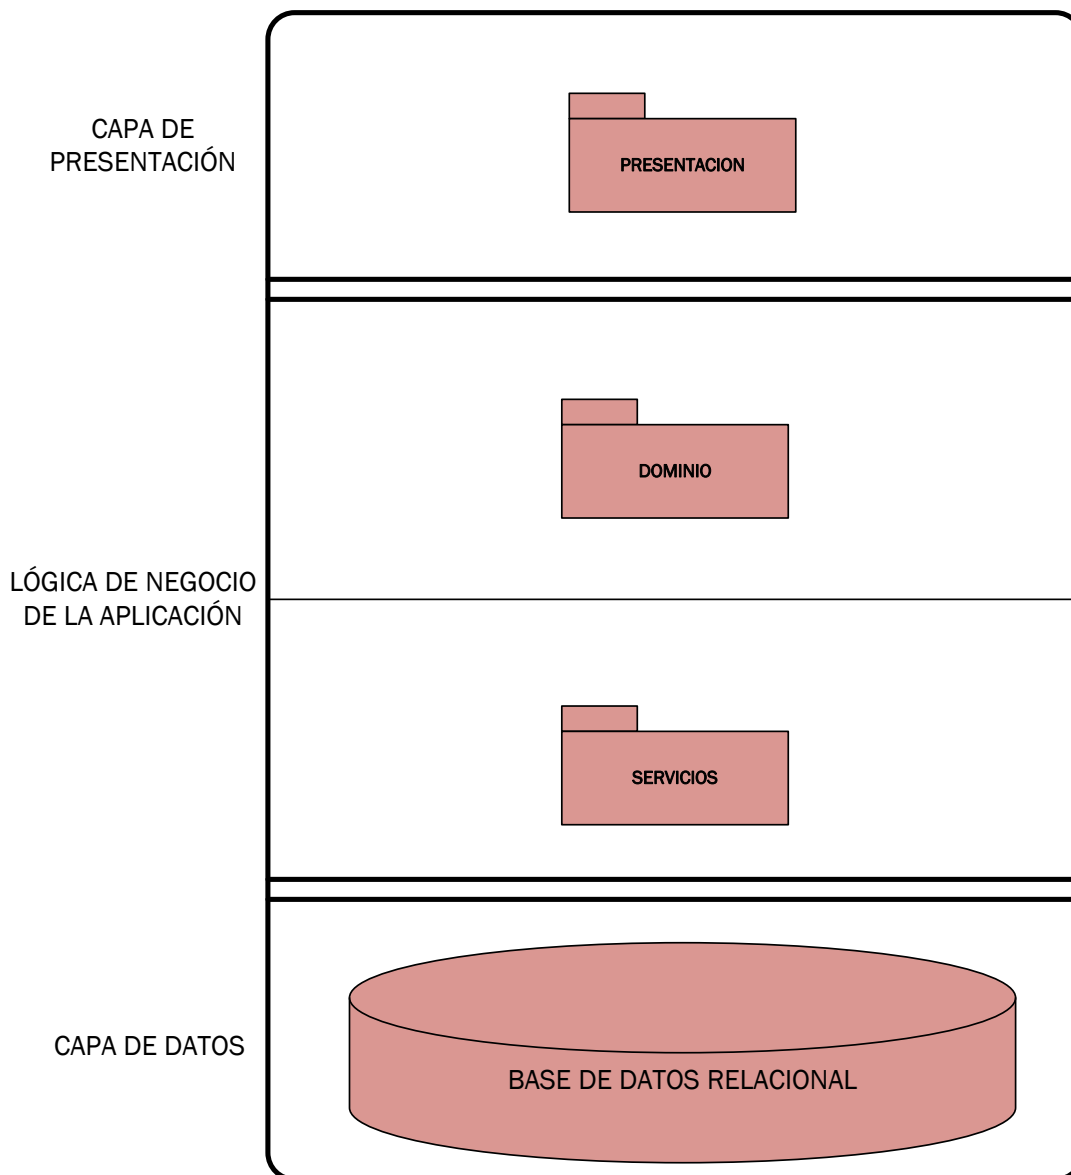 CAPA DE
PRESENTACIÓN
PRESENTACION
DOMINIO
LÓGICA DE NEGOCIO
DE LA APLICACIÓN
SERVICIOS
CAPA DE DATOS
BASE DE DATOS RELACIONAL